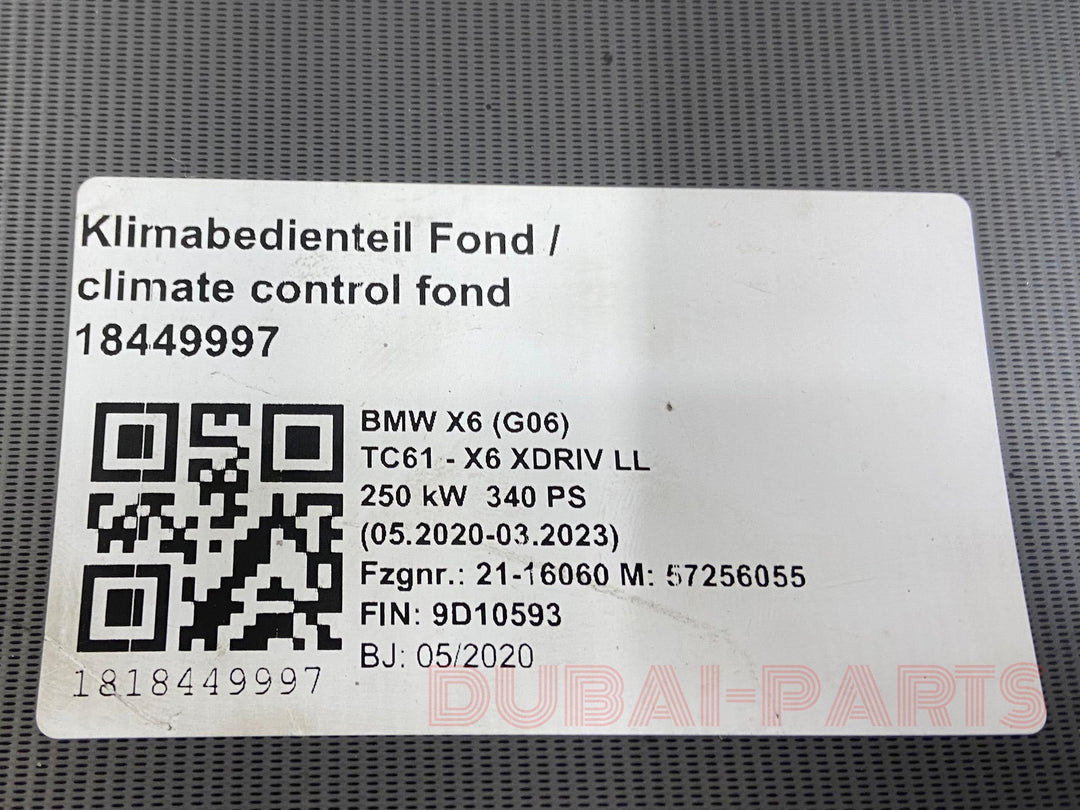 Klimabedienteil Fond /
climate control fond
18449997
BMW X6 (G06)
TC61 - X6 XDRIV LL
250 kW 340 PS
(05.2020-03.2023)
Fzgnr.: 21-16060 M: 57256055
FIN: 9D10593
BJ: 05/2020
1818449997
DUBAI-PARTS